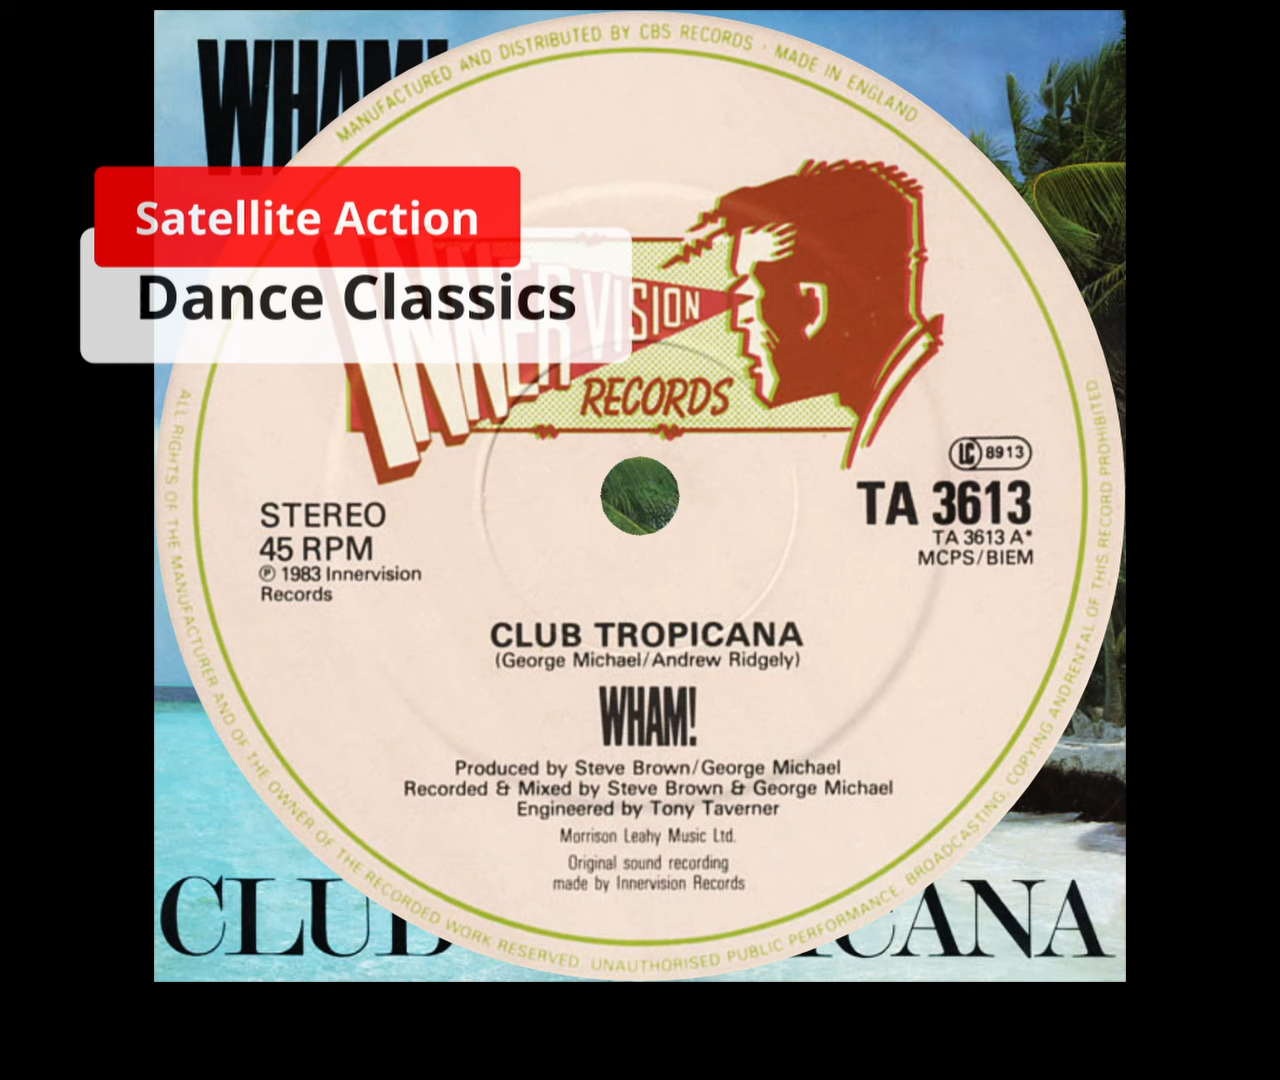 WHAM!
MANUFACTURED AND DISTRIBUTED BY CBS RECORDS · MADE IN ENGLAND
Satellite Action
Dance Classics
INNERVISION
RECORDS
LC 8913
TA 3613
TA 3613 A*
MCPS/BIEM
STEREO
45 RPM
℗ 1983 Innervision
Records
CLUB TROPICANA
(George Michael/Andrew Ridgely)
WHAM!
Produced by Steve Brown/George Michael
Recorded & Mixed by Steve Brown & George Michael
Engineered by Tony Taverner
Morrison Leahy Music Ltd.
Original sound recording
made by Innervision Records
ALL RIGHTS OF THE MANUFACTURER AND OF THE OWNER OF THE RECORDED WORK RESERVED. UNAUTHORISED PUBLIC PERFORMANCE, BROADCASTING, COPYING AND RENTAL OF THIS RECORD PROHIBITED
CLUB ICANA